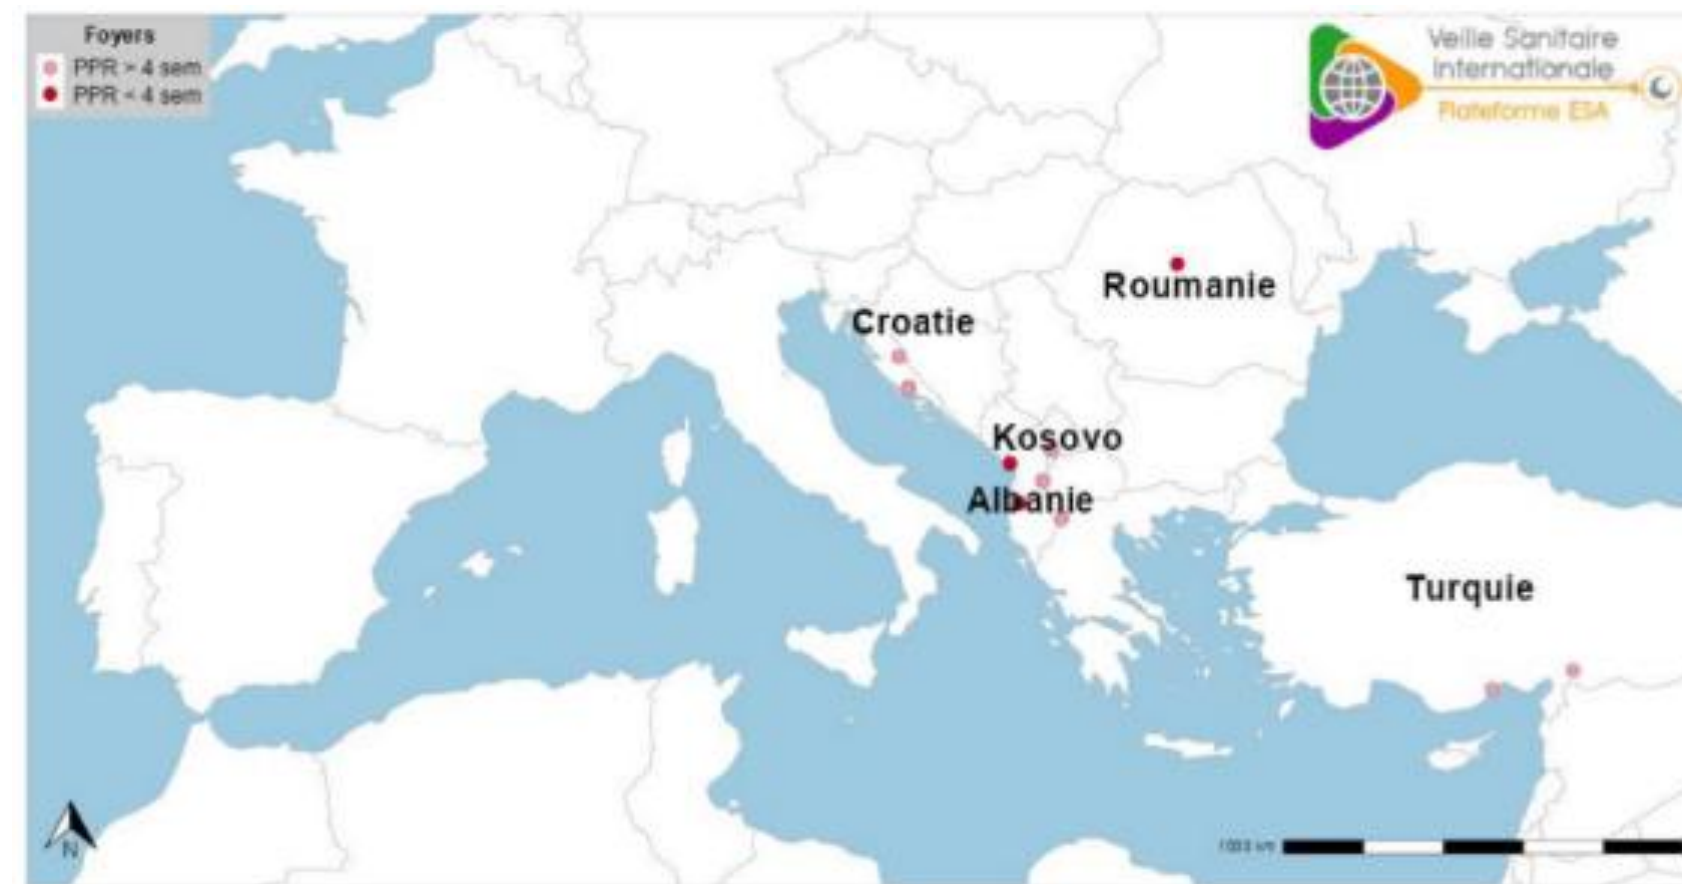 Foyers
PPR > 4 sem
PPR < 4 sem
Veille Sanitaire
Internationale
Plateforme ESA
Roumanie
Croatie
Kosovo
Albanie
Turquie
N